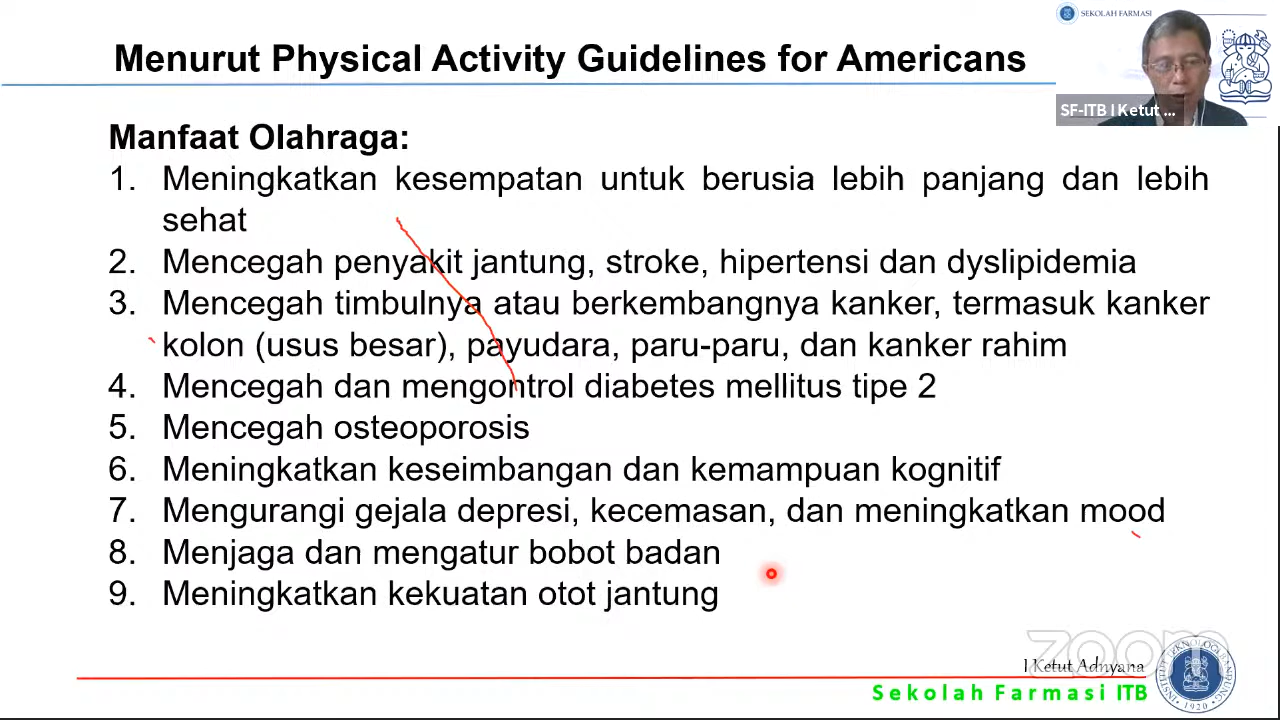 SEKOLAH FARMASI
Menurut Physical Activity Guidelines for Americans
SF-ITB I Ketut ...
Manfaat Olahraga:
1. Meningkatkan kesempatan untuk berusia lebih panjang dan lebih
sehat
2. Mencegah penyakit jantung, stroke, hipertensi dan dyslipidemia
3. Mencegah timbulnya atau berkembangnya kanker, termasuk kanker
kolon (usus besar), payudara, paru-paru, dan kanker rahim
4. Mencegah dan mengontrol diabetes mellitus tipe 2
5. Mencegah osteoporosis
6. Meningkatkan keseimbangan dan kemampuan kognitif
7. Mengurangi gejala depresi, kecemasan, dan meningkatkan mood
8. Menjaga dan mengatur bobot badan
9. Meningkatkan kekuatan otot jantung
zoom
I Ketut Adnyana
Sekolah Farmasi ITB
INSTITUT TEKNOLOGI BANDUNG
1920